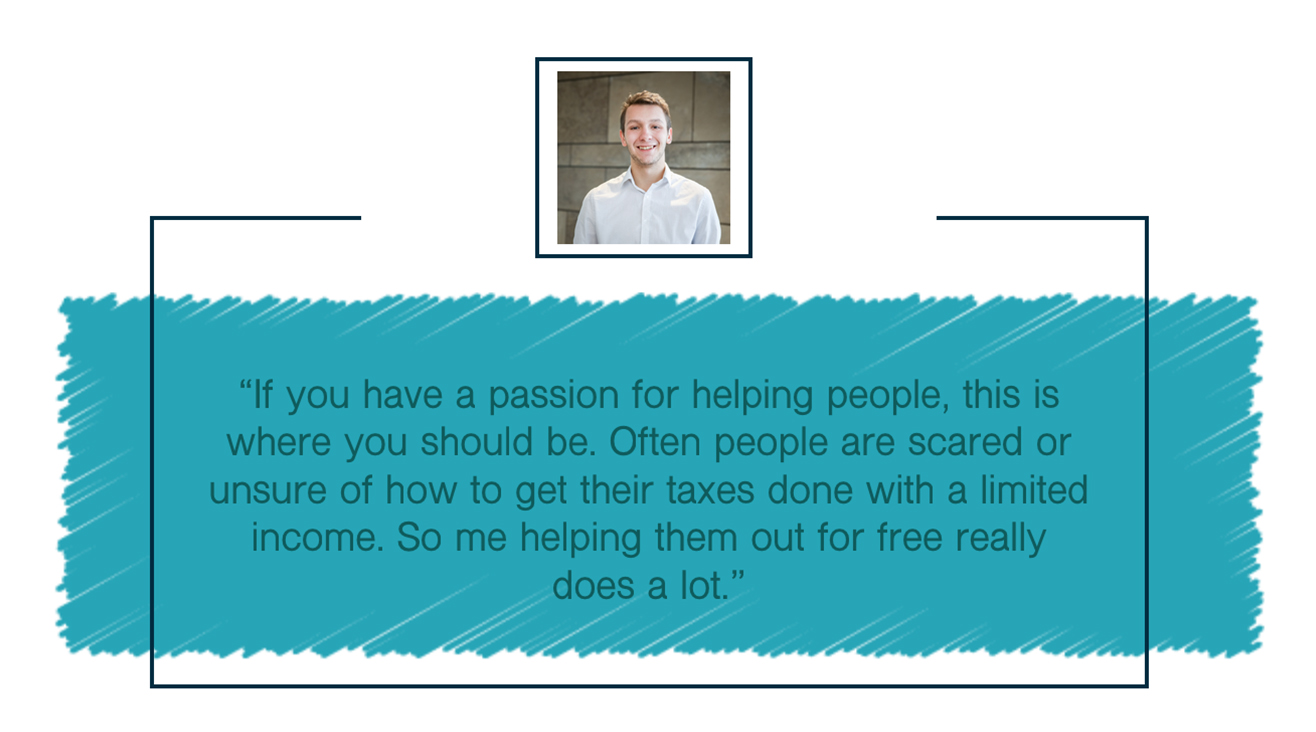 “If you have a passion for helping people, this is
where you should be. Often people are scared or
unsure of how to get their taxes done with a limited
income. So me helping them out for free really
does a lot.”